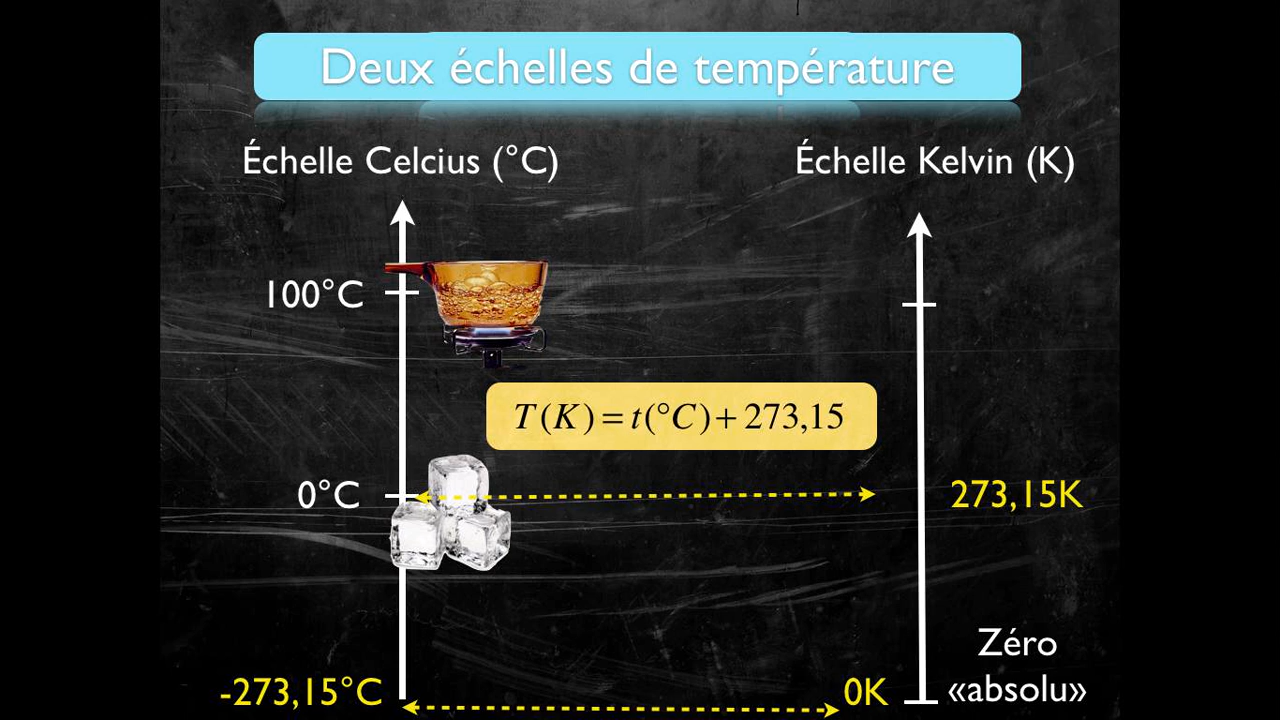 Deux échelles de température
Échelle Celcius (°C)
Échelle Kelvin (K)
100°C
T(K)=t(°C)+273,15
0°C
273,15K
Zéro
«absolu»
-273,15°C
0K